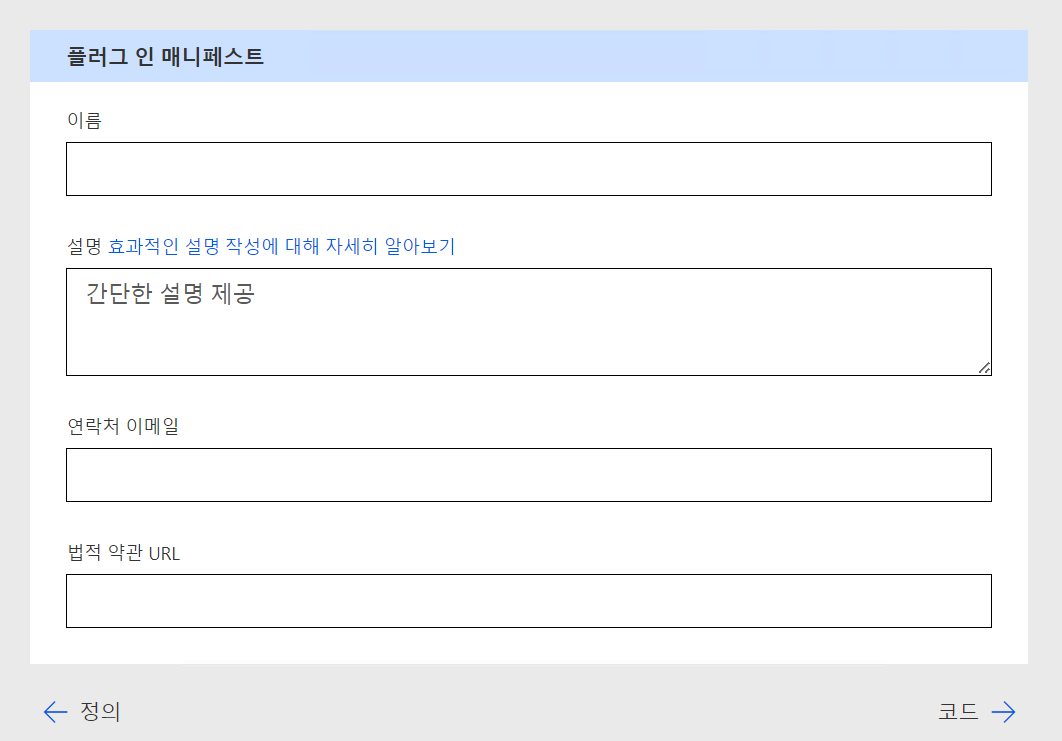 플러그 인 매니페스트
이름
설명 효과적인 설명 작성에 대해 자세히 알아보기
간단한 설명 제공
연락처 이메일
법적 약관 URL
정의
코드